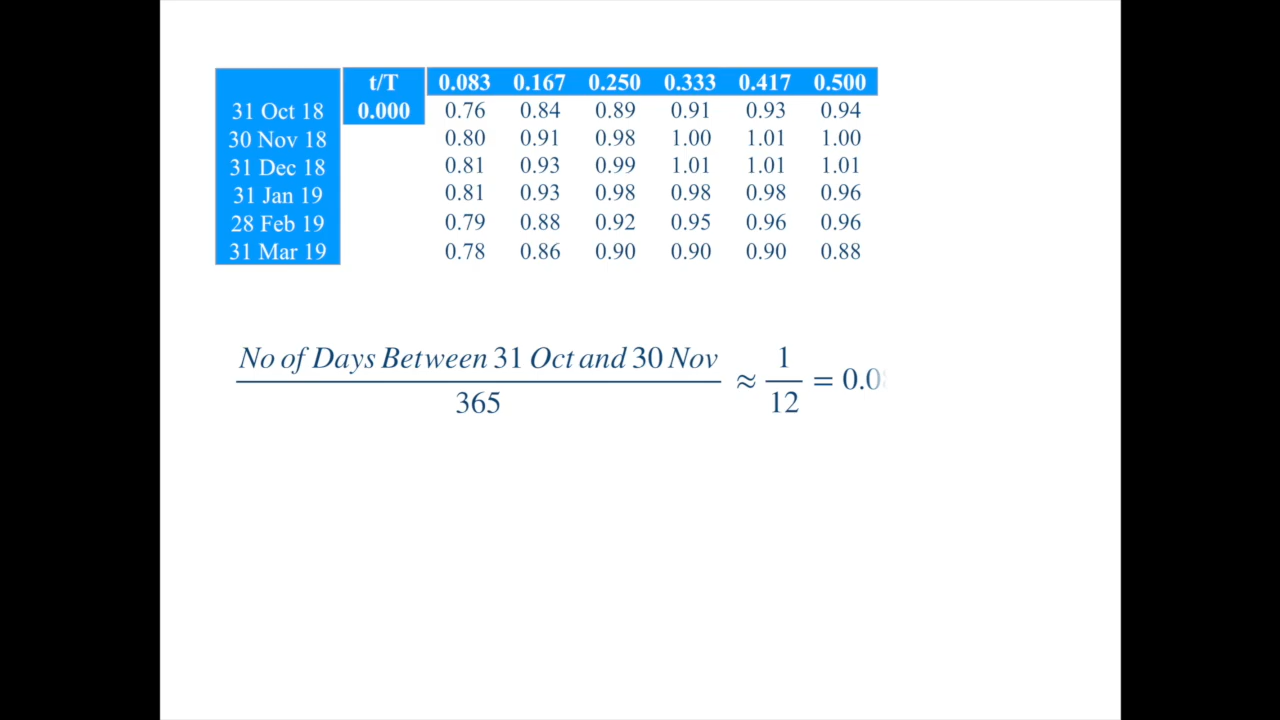 t/T 0.083 0.167 0.250 0.333 0.417 0.500
31 Oct 18 0.000 0.76 0.84 0.89 0.91 0.93 0.94
30 Nov 18 0.80 0.91 0.98 1.00 1.01 1.00
31 Dec 18 0.81 0.93 0.99 1.01 1.01 1.01
31 Jan 19 0.81 0.93 0.98 0.98 0.98 0.96
28 Feb 19 0.79 0.88 0.92 0.95 0.96 0.96
31 Mar 19 0.78 0.86 0.90 0.90 0.90 0.88
No of Days Between 31 Oct and 30 Nov
365
≈
1
12
= 0.0